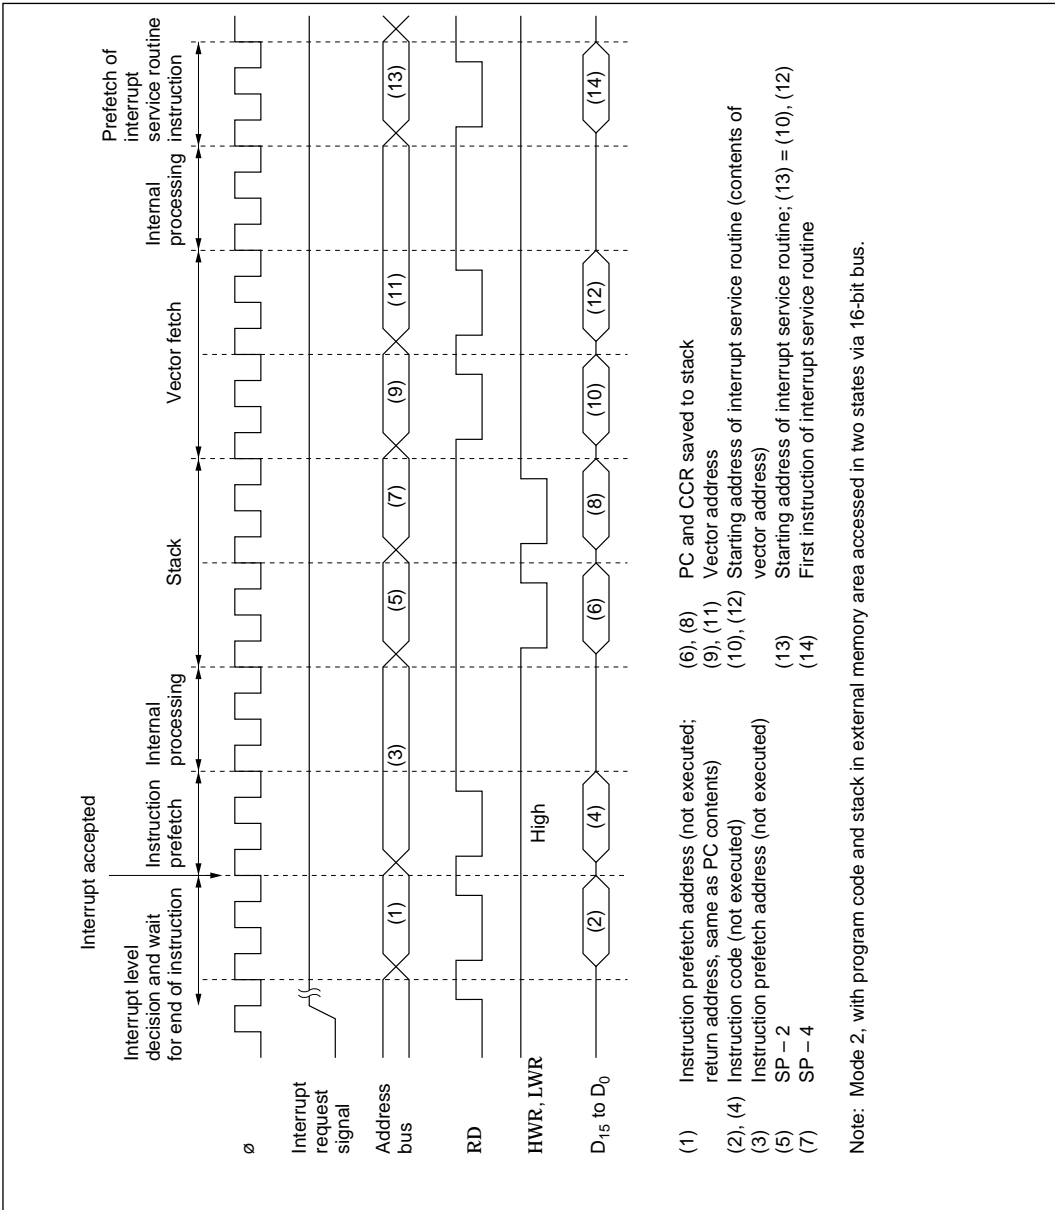 Interrupt accepted
Interrupt level
decision and wait
for end of instruction
Instruction
prefetch
Internal
processing
Stack
Vector fetch
Internal
processing
Prefetch of
interrupt
service routine
instruction
ø
Interrupt
request
signal
Address
bus
(1)
(3)
(5)
(7)
(9)
(11)
(13)
RD
HWR, LWR
High
D15 to D0
(2)
(4)
(6)
(8)
(10)
(12)
(14)
(1) Instruction prefetch address (not executed;
return address, same as PC contents)
(2), (4) Instruction code (not executed)
(3) Instruction prefetch address (not executed)
(5) SP – 2
(7) SP – 4
(6), (8) PC and CCR saved to stack
(9), (11) Vector address
(10), (12) Starting address of interrupt service routine (contents of
vector address)
(13) Starting address of interrupt service routine; (13) = (10), (12)
(14) First instruction of interrupt service routine
Note: Mode 2, with program code and stack in external memory area accessed in two states via 16-bit bus.